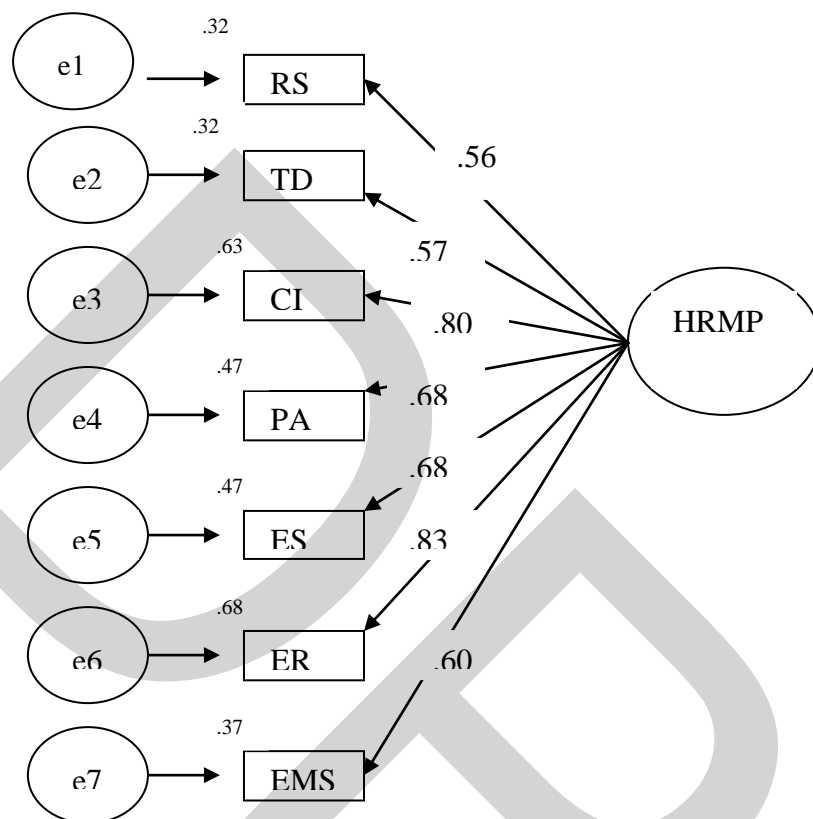 .32
e1
RS
.56
.32
e2
TD
.57
.63
e3
CI
.80
HRMP
.47
e4
PA
.68
.47
e5
ES
.68
.68
e6
ER
.83
.37
e7
EMS
.60